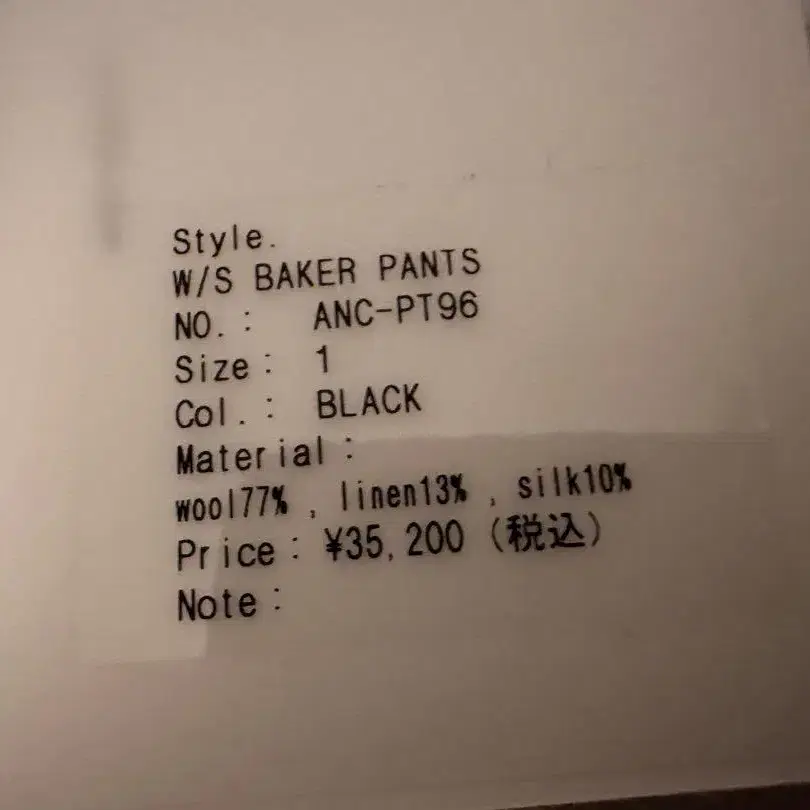 Style.
W/S BAKER PANTS
NO.: ANC-PT96
Size: 1
Col.: BLACK
Material:
wool77%, linen13%, silk10%
Price: ¥35,200 (税込)
Note: